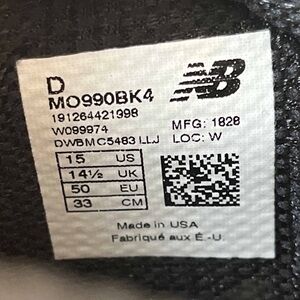 D
MO990BK4
191264421998
W099974 MFG: 1828
DWBMC5483 LLJ LOC: W
15 US
14½ UK
50 EU
33 CM
Made in USA
Fabriqué aux É.-U.
NB